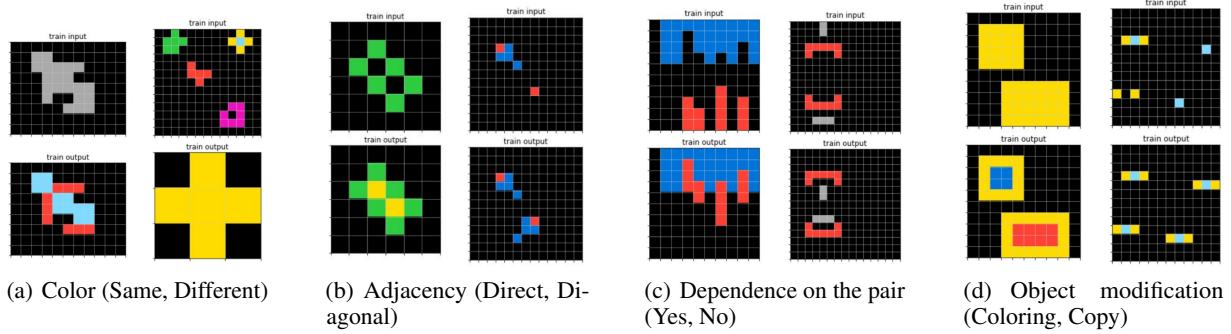 train input
train input
train output
train output
(a) Color (Same, Different)
train input
train input
train output
train output
(b) Adjacency (Direct, Di-
agonal)
train input
train input
train output
train output
(c) Dependence on the pair
(Yes, No)
train input
train input
train output
train output
(d) Object modification
(Coloring, Copy)